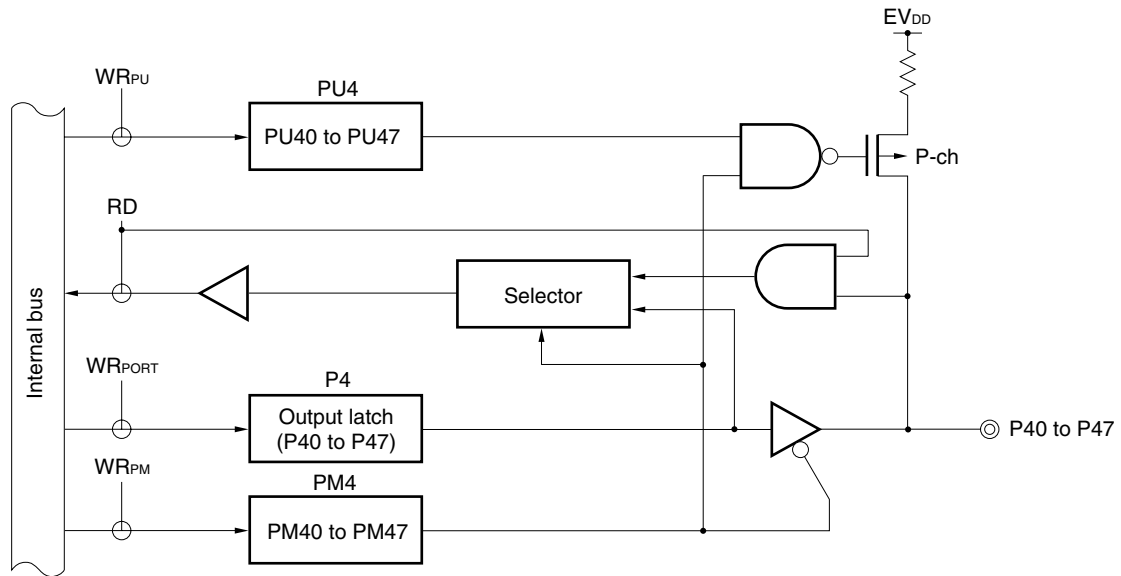 EVDD
WRPU
PU4
PU40 to PU47
P-ch
RD
Selector
Internal bus
WRPORT
P4
Output latch
(P40 to P47)
P40 to P47
WRPM
PM4
PM40 to PM47